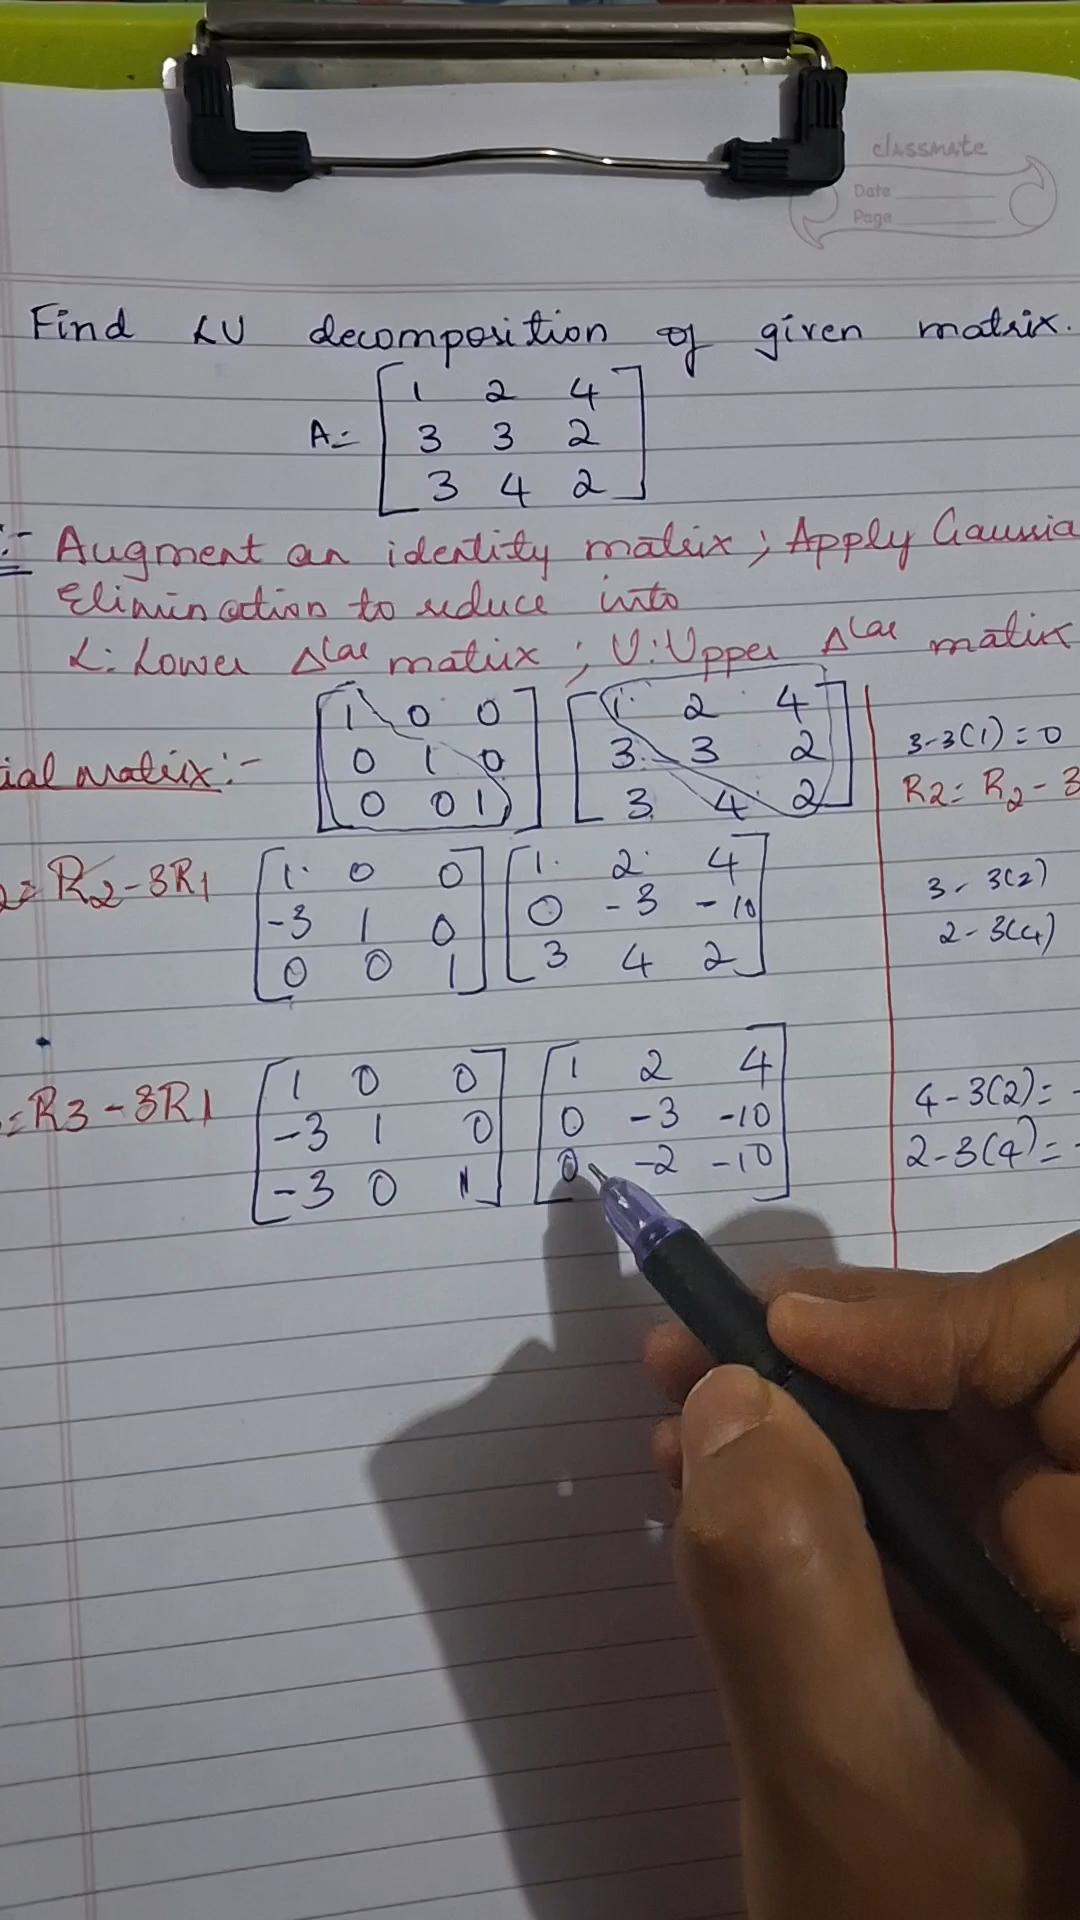 classmate
Date
Page
Find LU decomposition of given matrix.
A= [ 1 2 4
3 3 2
3 4 2 ]
:- Augment an identity matrix ; Apply Gaussia
Elimination to reduce into
L: Lower Δlar matrix ; U: Upper Δlar matrix
ial matrix :- [ 1 0 0 ] [ 1 2 4 ] 3-3(1) = 0
[ 0 1 0 ] [ 3 3 2 ] R2 = R2 - 3
[ 0 0 1 ] [ 3 4 2 ]
= R2 - 3R1 [ 1 0 0 ] [ 1 2 4 ] 3 - 3(2)
[ -3 1 0 ] [ 0 -3 -10 ] 2 - 3(4)
[ 0 0 1 ] [ 3 4 2 ]
= R3 - 3R1 [ 1 0 0 ] [ 1 2 4 ] 4 - 3(2) = -
[ -3 1 0 ] [ 0 -3 -10 ] 2 - 3(4) = -
[ -3 0 1 ] [ 0 -2 -10 ]